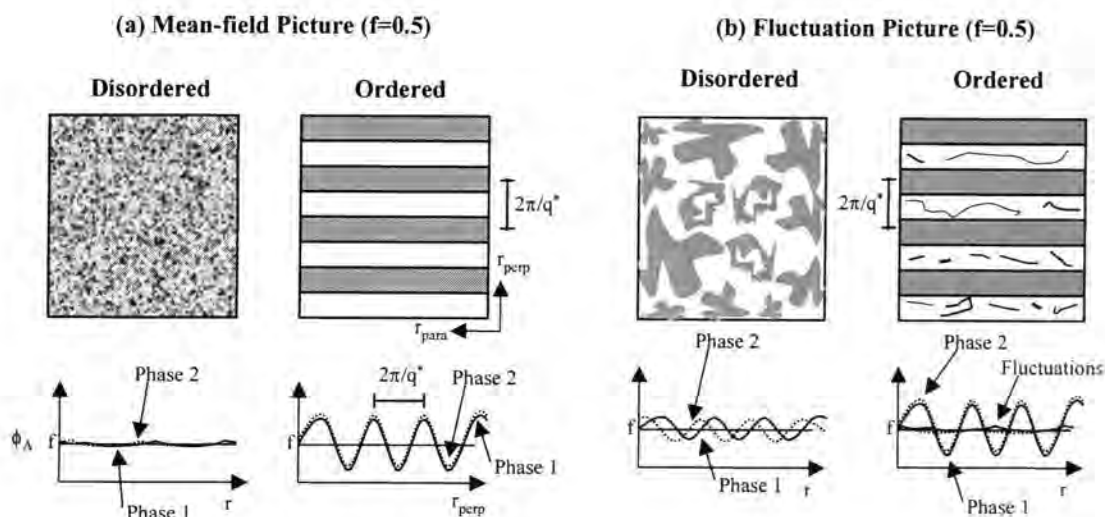 (a) Mean-field Picture (f=0.5)
(b) Fluctuation Picture (f=0.5)
Disordered
Ordered
Disordered
Ordered
2π/q*
2π/q*
r_perp
r_para
Phase 2
2π/q*
Phase 2
ϕ_A
f
f
Phase 1
r
Phase 1
r_perp
Phase 2
Phase 2
Fluctuations
f
f
Phase 1
r
Phase 1
r